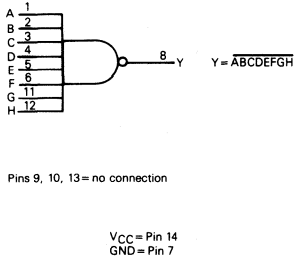 A 1
B 2
C 3
D 4
E 5
F 6
G 11
H 12
8 Y
Y = ABCDEFGH
Pins 9, 10, 13 = no connection
VCC = Pin 14
GND = Pin 7